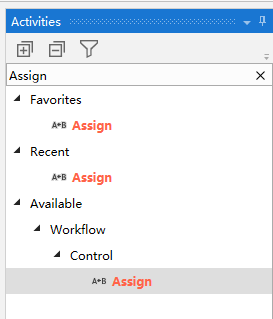 Activities
Assign
Favorites
A+B Assign
Recent
A+B Assign
Available
Workflow
Control
A+B Assign